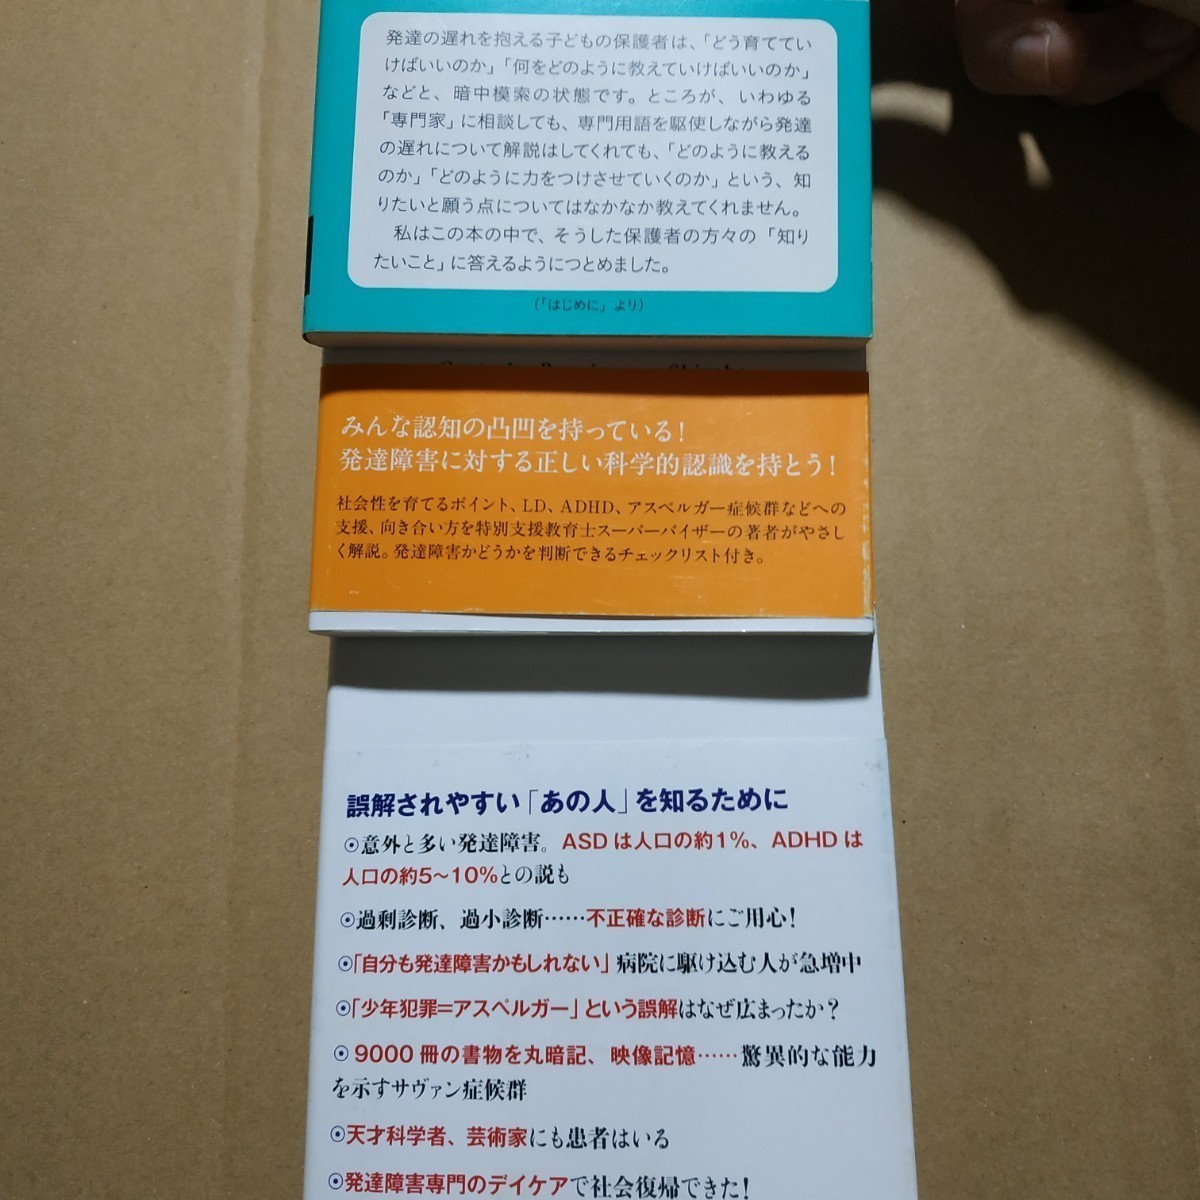 発達の遅れを抱える子どもの保護者は、「どう育ててい
けばいいのか」「何をどのように教えていけばいいのか」
などと、暗中模索の状態です。ところが、いわゆる
「専門家」に相談しても、専門用語を駆使しながら発達
の遅れについて解説はしてくれても、「どのように教える
のか」「どのように力をつけさせていくのか」という、知
りたいと願う点についてはなかなか教えてくれません。
私はこの本の中で、そうした保護者の方々の「知り
たいこと」に答えるようにつとめました。
（「はじめに」より）
みんな認知の凸凹を持っている！
発達障害に対する正しい科学的認識を持とう！
社会性を育てるポイント、LD、ADHD、アスペルガー症候群などへの
支援、向き合い方を特別支援教育士スーパーバイザーの著者がやさし
く解説。発達障害かどうかを判断できるチェックリスト付き。
誤解されやすい「あの人」を知るために
⦿意外と多い発達障害。ASDは人口の約1%、ADHDは
人口の約5〜10%との説も
⦿過剰診断、過小診断……不正確な診断にご用心！
⦿「自分も発達障害かもしれない」病院に駆け込む人が急増中
⦿「少年犯罪=アスペルガー」という誤解はなぜ広まったか？
⦿9000冊の書物を丸暗記、映像記憶……驚異的な能力
を示すサヴァン症候群
⦿天才科学者、芸術家にも患者はいる
⦿発達障害専門のデイケアで社会復帰できた！